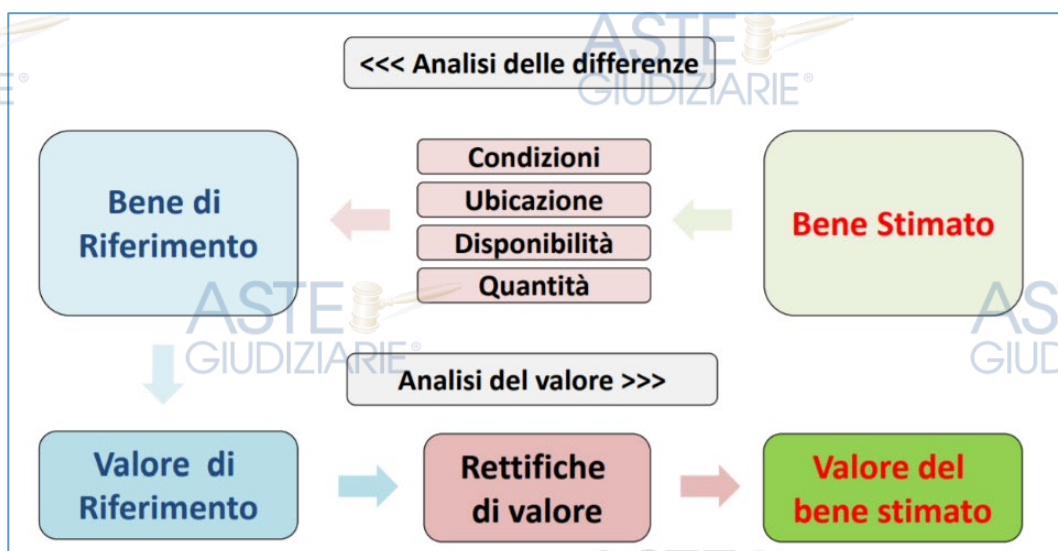 <<< Analisi delle differenze
Bene di
Riferimento
Condizioni
Ubicazione
Disponibilità
Quantità
Bene Stimato
Analisi del valore >>>
Valore di
Riferimento
Rettifiche
di valore
Valore del
bene stimato
ASTE
GIUDIZIARIE®
ASTE
GIUDIZIARIE®